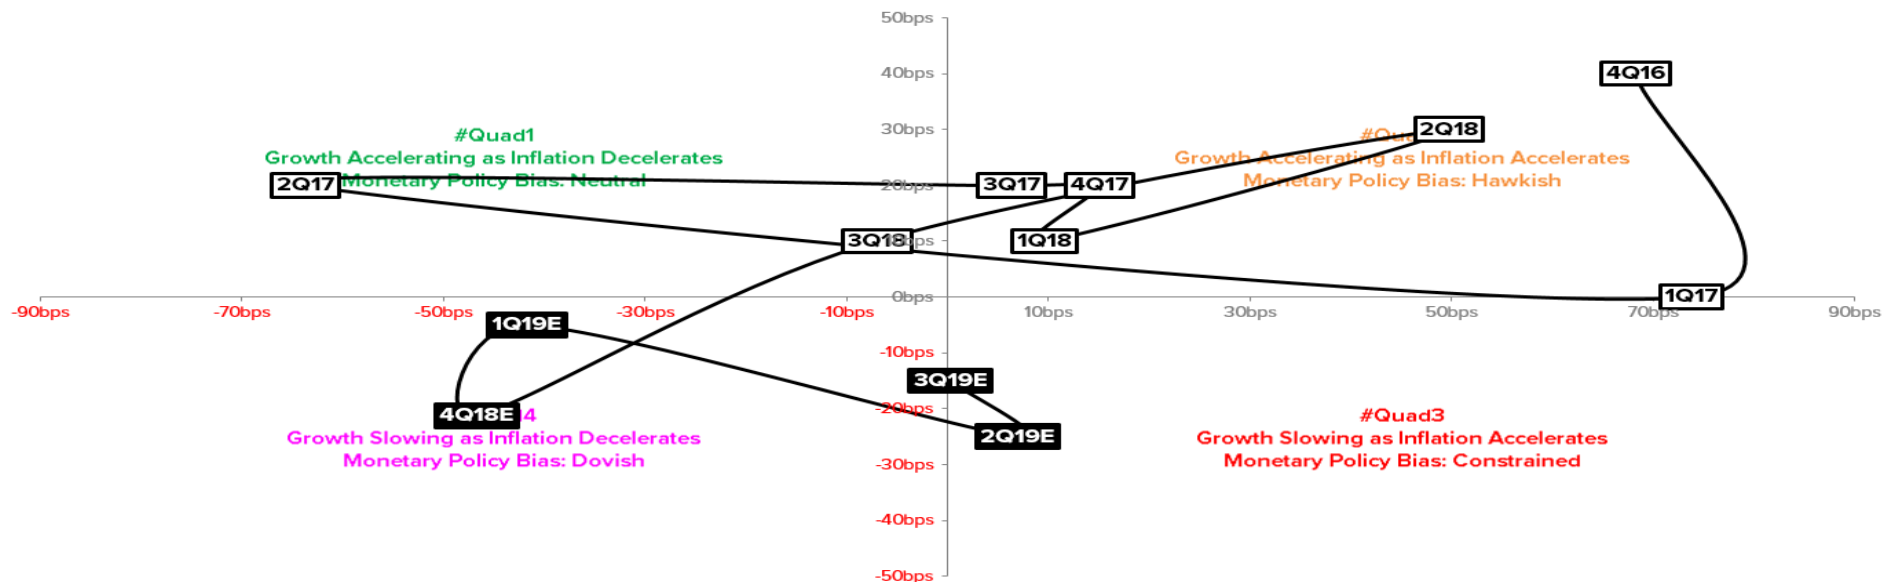 50bps
40bps
4Q16
30bps
2Q18
#Quad1
Growth Accelerating as Inflation Decelerates
Monetary Policy Bias: Neutral
Growth Accelerating as Inflation Accelerates
Monetary Policy Bias: Hawkish
2Q17
20bps
3Q17
4Q17
3Q18
1Q18
0bps
1Q17
-90bps
-70bps
-50bps
-30bps
-10bps
10bps
30bps
50bps
70bps
90bps
1Q19E
-10bps
3Q19E
-20bps
4Q18E
2Q19E
Growth Slowing as Inflation Decelerates
Monetary Policy Bias: Dovish
#Quad3
Growth Slowing as Inflation Accelerates
Monetary Policy Bias: Constrained
-30bps
-40bps
-50bps